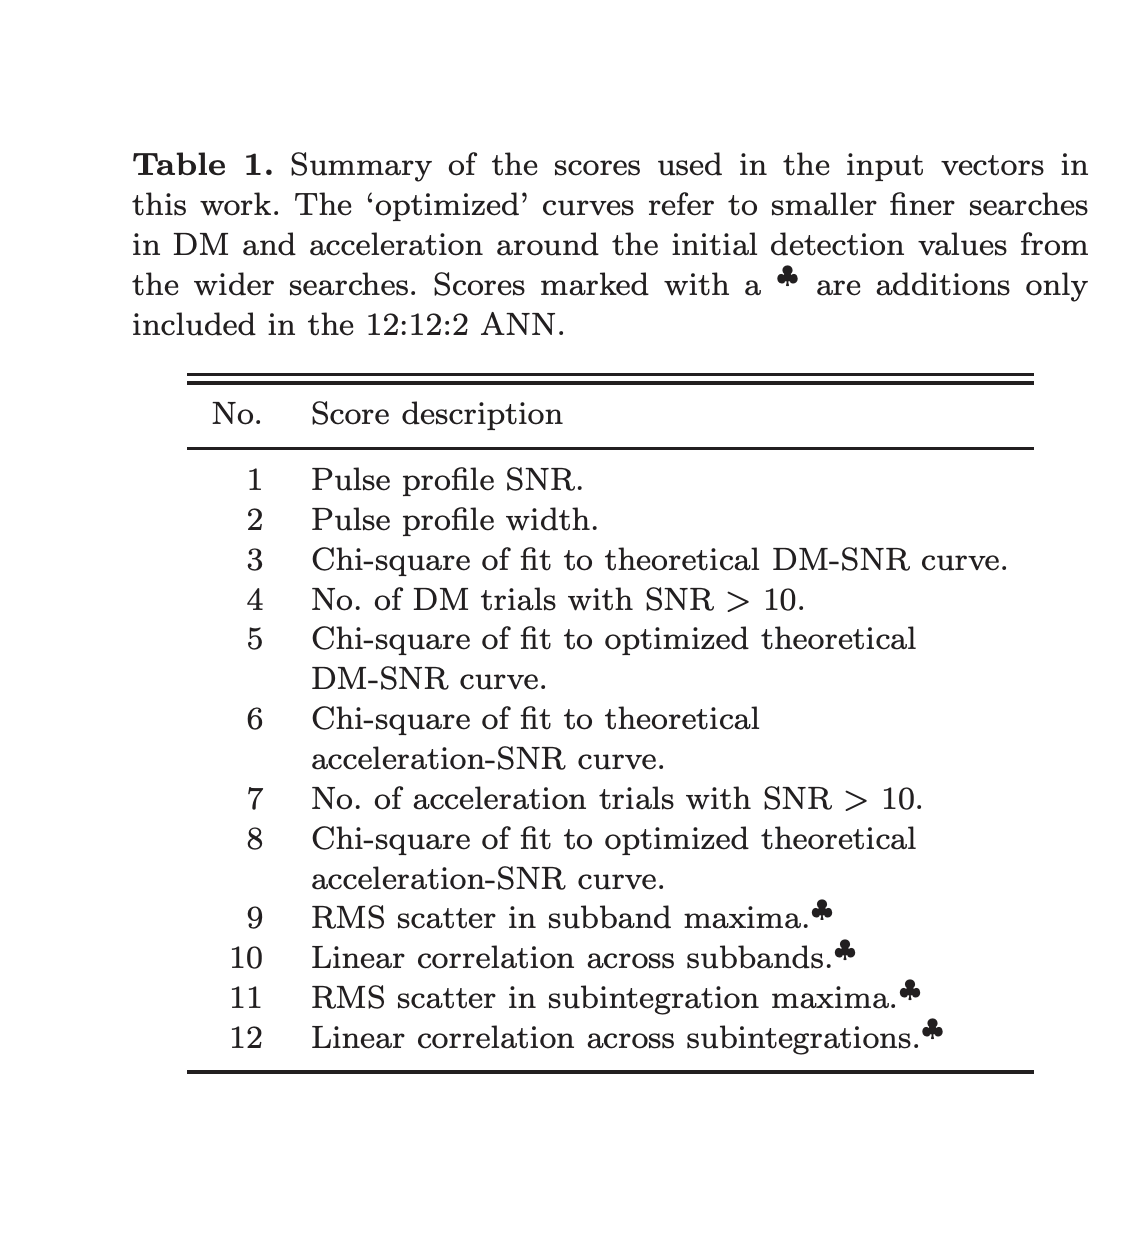 Table 1. Summary of the scores used in the input vectors in
this work. The ‘optimized’ curves refer to smaller finer searches
in DM and acceleration around the initial detection values from
the wider searches. Scores marked with a ♣ are additions only
included in the 12:12:2 ANN.
No. Score description
1 Pulse profile SNR.
2 Pulse profile width.
3 Chi-square of fit to theoretical DM-SNR curve.
4 No. of DM trials with SNR > 10.
5 Chi-square of fit to optimized theoretical
DM-SNR curve.
6 Chi-square of fit to theoretical
acceleration-SNR curve.
7 No. of acceleration trials with SNR > 10.
8 Chi-square of fit to optimized theoretical
acceleration-SNR curve.
9 RMS scatter in subband maxima.♣
10 Linear correlation across subbands.♣
11 RMS scatter in subintegration maxima.♣
12 Linear correlation across subintegrations.♣